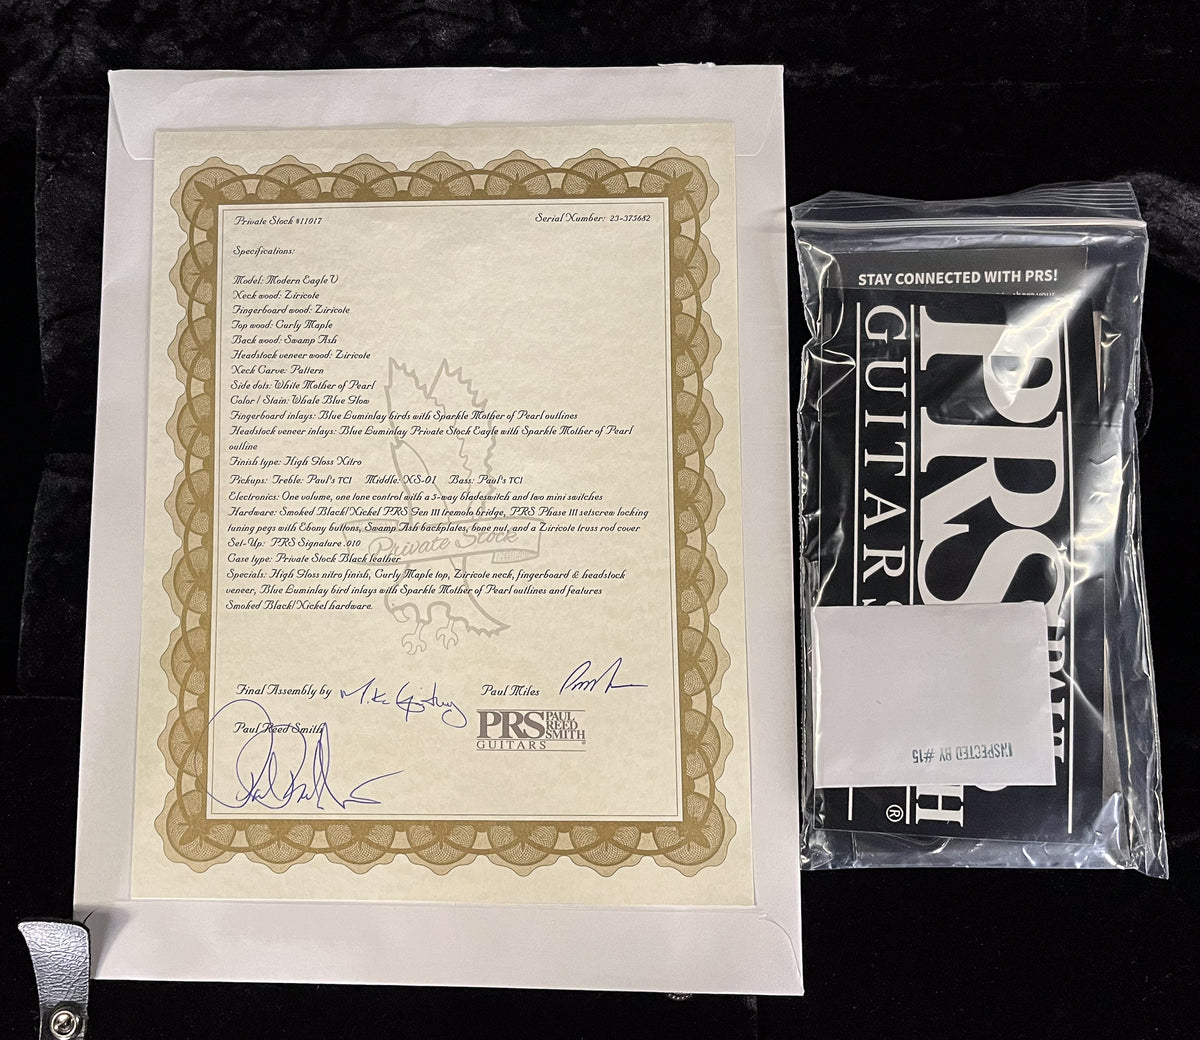 Private Stock #11017
Serial Number: 23-375682
Specifications:
Model: Modern Eagle V
Neck wood: Ziricote
Fingerboard wood: Ziricote
Top wood: Curly Maple
Back wood: Swamp Ash
Headstock veneer wood: Ziricote
Neck Carve: Pattern
Side dots: White Mother of Pearl
Color / Stain: Whale Blue Glow
Fingerboard inlays: Blue Luminlay birds with Sparkle Mother of Pearl outlines
Headstock veneer inlays: Blue Luminlay Private Stock Eagle with Sparkle Mother of Pearl
outline
Finish type: High Gloss Nitro
Pickups: Treble: Paul's TCI Middle: NS-01 Bass: Paul's TCI
Electronics: One volume, one tone control with a 5-way bladeswitch and two mini switches
Hardware: Smoked Black/Nickel PRS Gen III tremolo bridge, PRS Phase III setscrew locking
tuning pegs with Ebony buttons, Swamp Ash backplates, bone nut, and a Ziricote truss rod cover
Set-Up: PRS Signature .010
Case type: Private Stock Black leather
Specials: High Gloss nitro finish, Curly Maple top, Ziricote neck, fingerboard & headstock
veneer, Blue Luminlay bird inlays with Sparkle Mother of Pearl outlines and features
Smoked Black/Nickel hardware.
Private Stock
Final Assembly by
Paul Miles
Paul Reed Smith
PRS PAUL
REED
SMITH
GUITARS
STAY CONNECTED WITH PRS!
PRS
GUITARS
INSPECTED BY #15
H
®